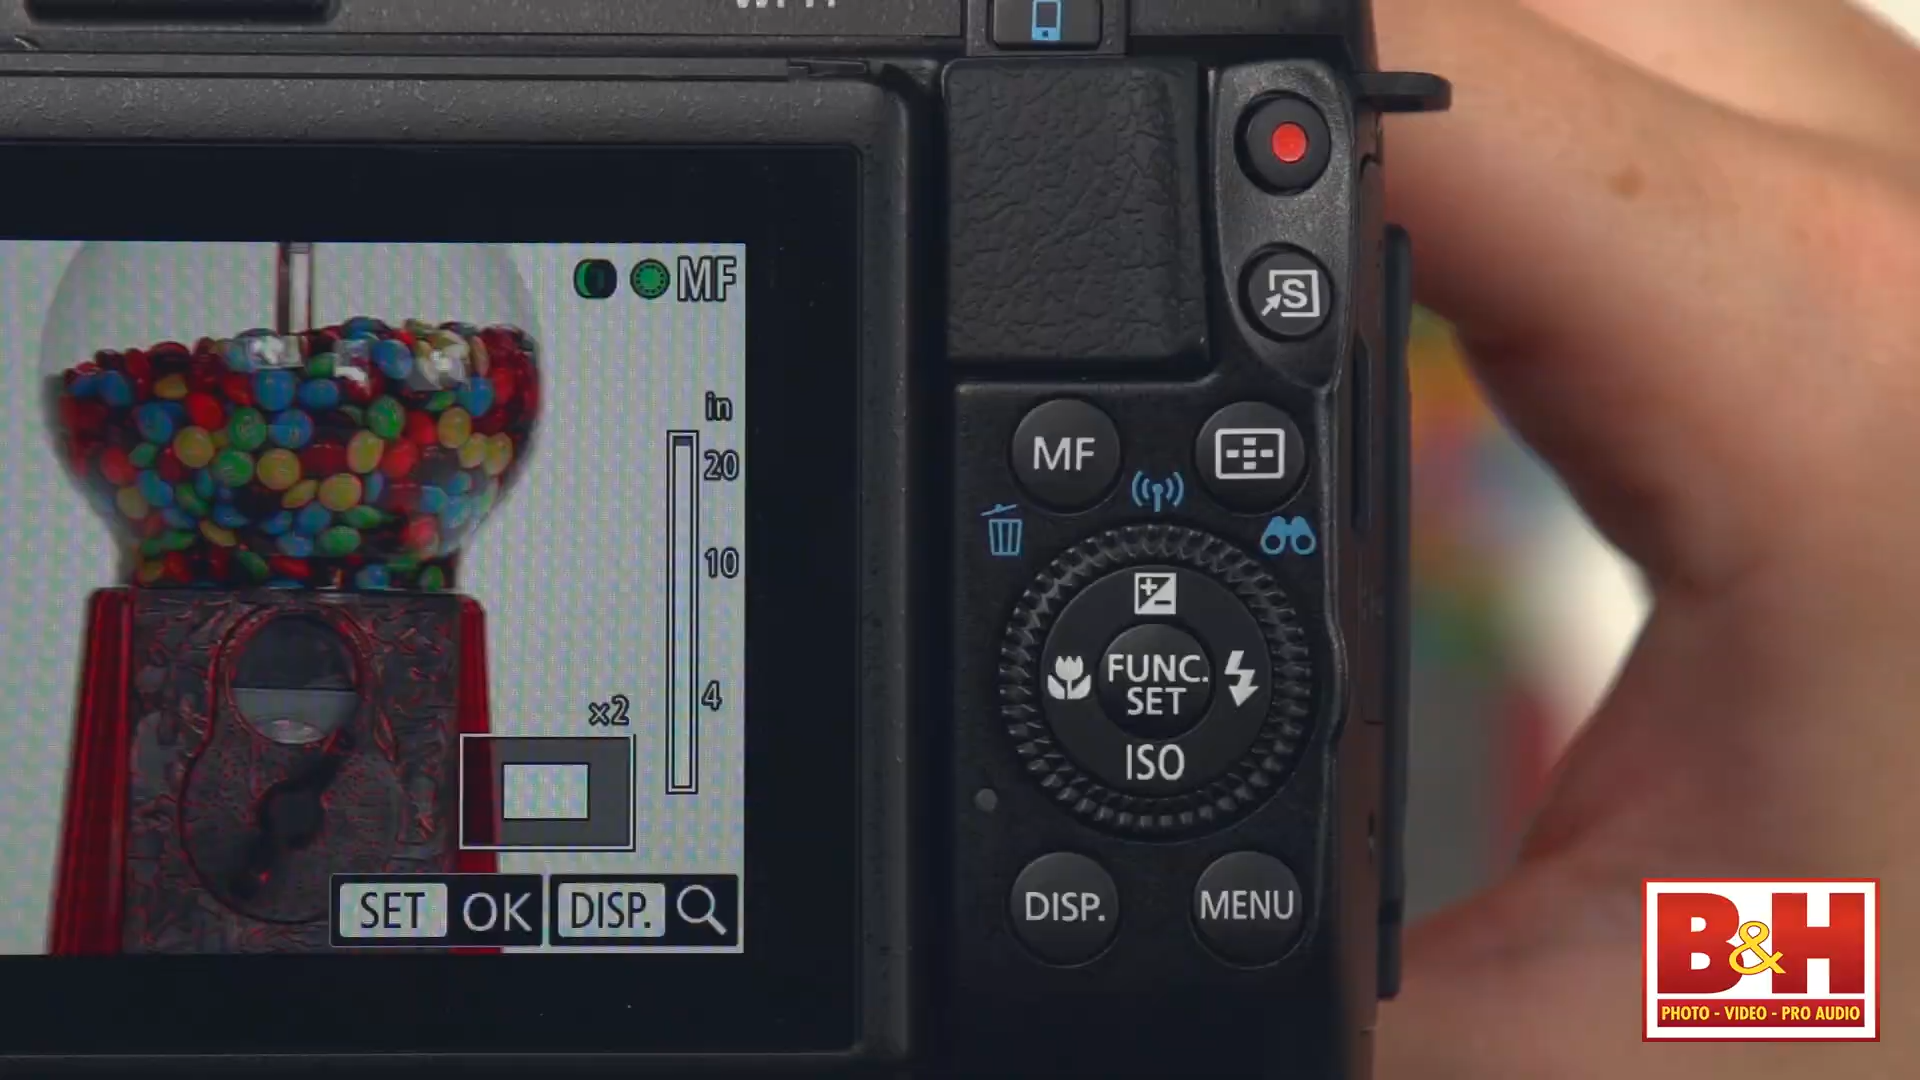 MF
in
20
10
4
×2
SET OK DISP.
S
MF
FUNC.
SET
ISO
DISP. MENU
B&H
PHOTO - VIDEO - PRO AUDIO